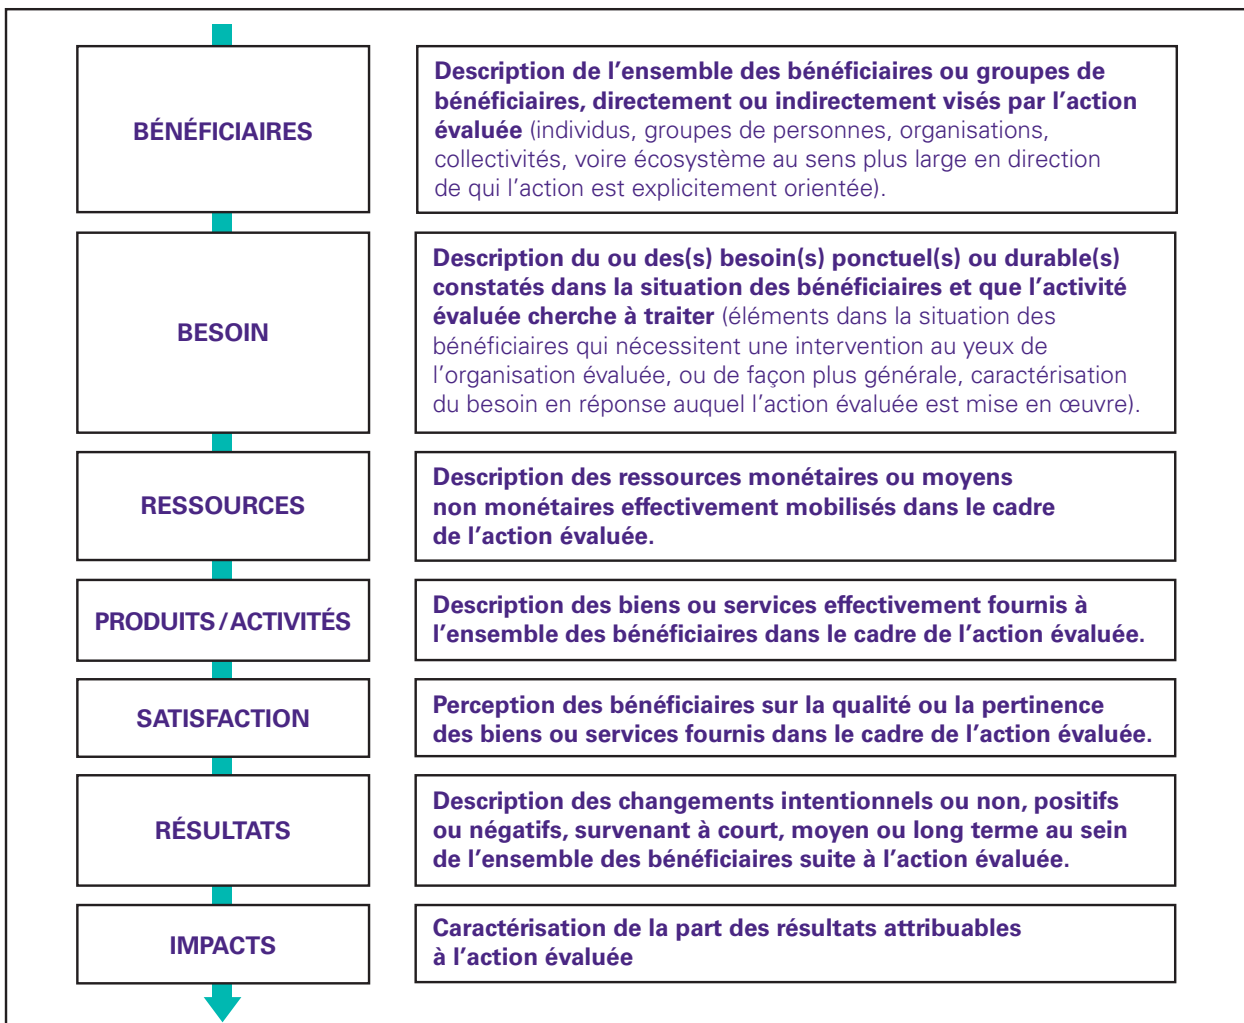 BÉNÉFICIAIRES
Description de l’ensemble des bénéficiaires ou groupes de
bénéficiaires, directement ou indirectement visés par l’action
évaluée (individus, groupes de personnes, organisations,
collectivités, voire écosystème au sens plus large en direction
de qui l’action est explicitement orientée).
BESOIN
Description du ou des(s) besoin(s) ponctuel(s) ou durable(s)
constatés dans la situation des bénéficiaires et que l’activité
évaluée cherche à traiter (éléments dans la situation des
bénéficiaires qui nécessitent une intervention au yeux de
l’organisation évaluée, ou de façon plus générale, caractérisation
du besoin en réponse auquel l’action évaluée est mise en œuvre).
RESSOURCES
Description des ressources monétaires ou moyens
non monétaires effectivement mobilisés dans le cadre
de l’action évaluée.
PRODUITS / ACTIVITÉS
Description des biens ou services effectivement fournis à
l’ensemble des bénéficiaires dans le cadre de l’action évaluée.
SATISFACTION
Perception des bénéficiaires sur la qualité ou la pertinence
des biens ou services fournis dans le cadre de l’action évaluée.
RÉSULTATS
Description des changements intentionnels ou non, positifs
ou négatifs, survenant à court, moyen ou long terme au sein
de l’ensemble des bénéficiaires suite à l’action évaluée.
IMPACTS
Caractérisation de la part des résultats attribuables
à l’action évaluée